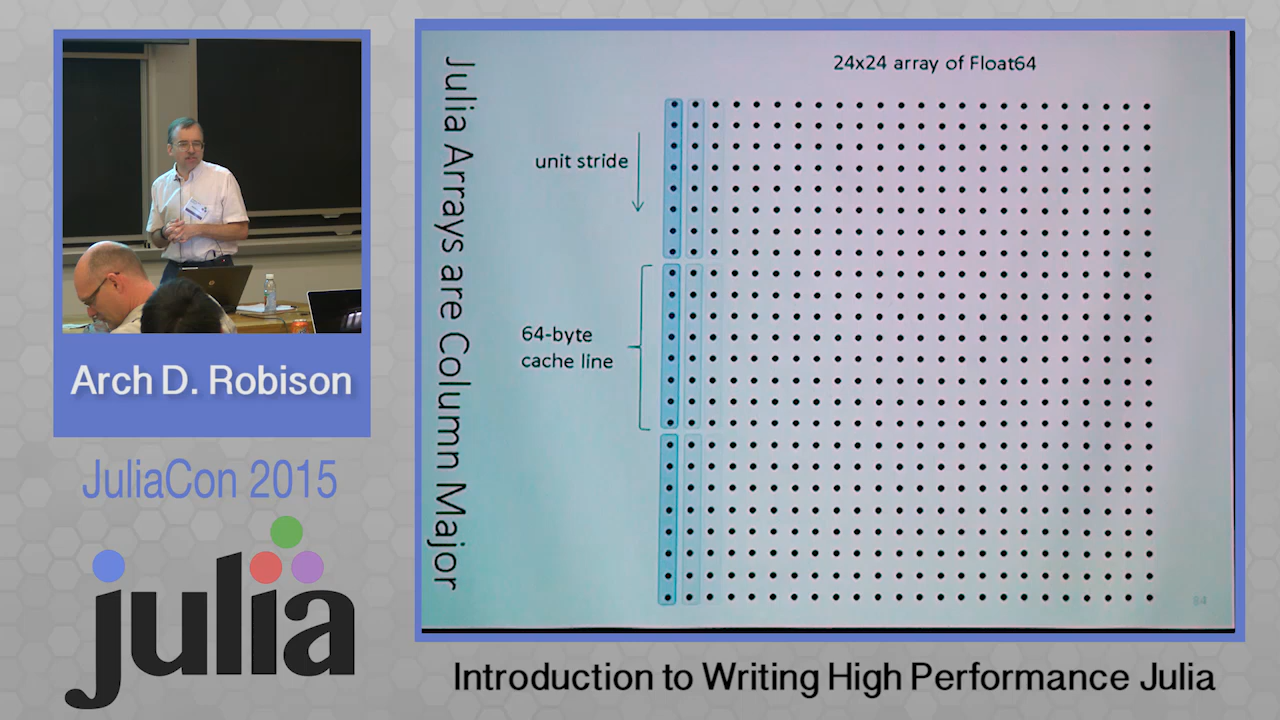 Arch D. Robison
JuliaCon 2015
julia
Julia Arrays are Column Major
24x24 array of Float64
unit stride
64-byte
cache line
Introduction to Writing High Performance Julia